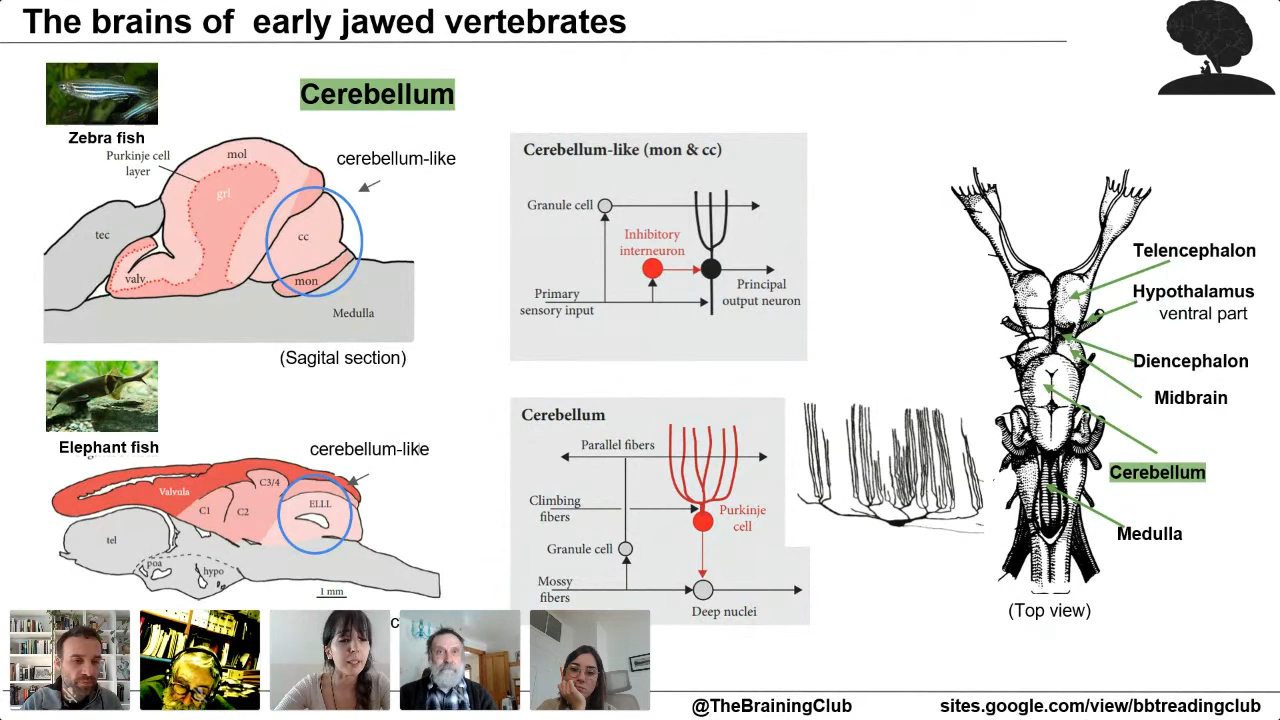 The brains of early jawed vertebrates
Cerebellum
Zebra fish
Purkinje cell
layer
mol
grl
cerebellum-like
tec
cc
valv
mon
Medulla
(Sagital section)
Elephant fish
cerebellum-like
Valvula
C3/4
C1
C2
ELLL
tel
poa
hypo
1 mm
Cerebellum-like (mon & cc)
Granule cell
Inhibitory
interneuron
Primary
sensory input
Principal
output neuron
Cerebellum
Parallel fibers
Climbing
fibers
Purkinje
cell
Granule cell
Mossy
fibers
Deep nuclei
Telencephalon
Hypothalamus
ventral part
Diencephalon
Midbrain
Cerebellum
Medulla
(Top view)
@TheBrainingClub
sites.google.com/view/bbtreadingclub